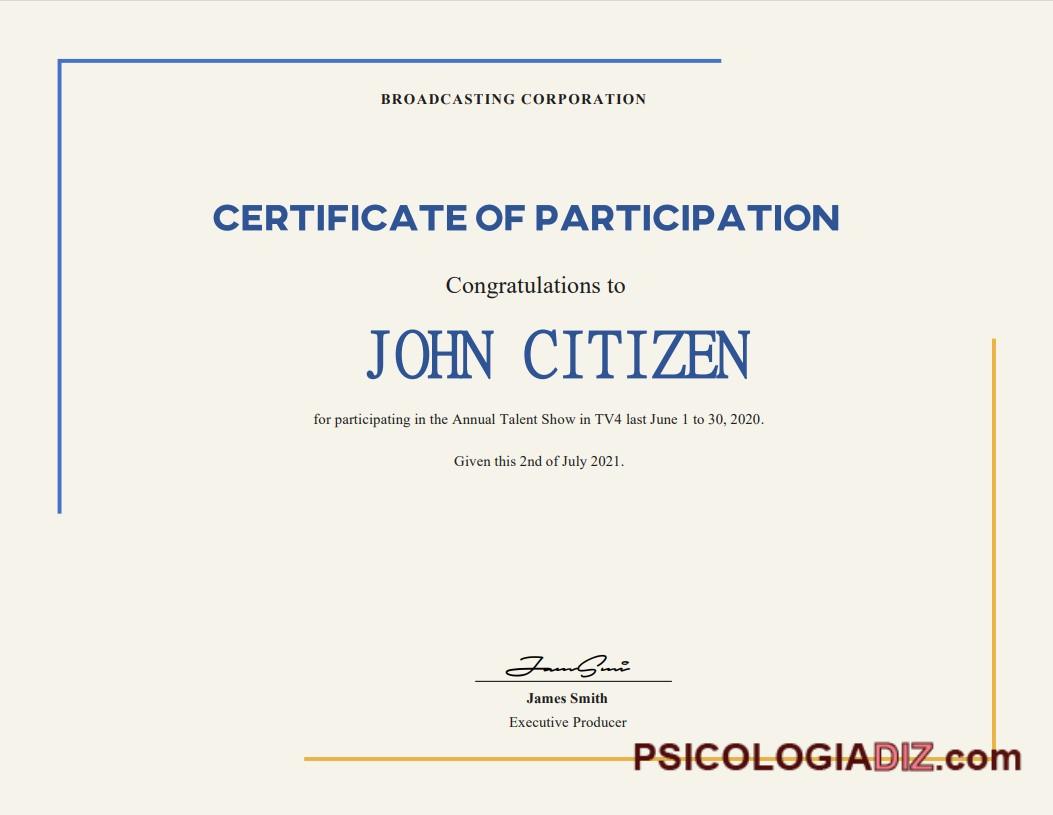 BROADCASTING CORPORATION
CERTIFICATE OF PARTICIPATION
Congratulations to
JOHN CITIZEN
for participating in the Annual Talent Show in TV4 last June 1 to 30, 2020.
Given this 2nd of July 2021.
James Smith
Executive Producer
PSICOLOGIADIZ.com